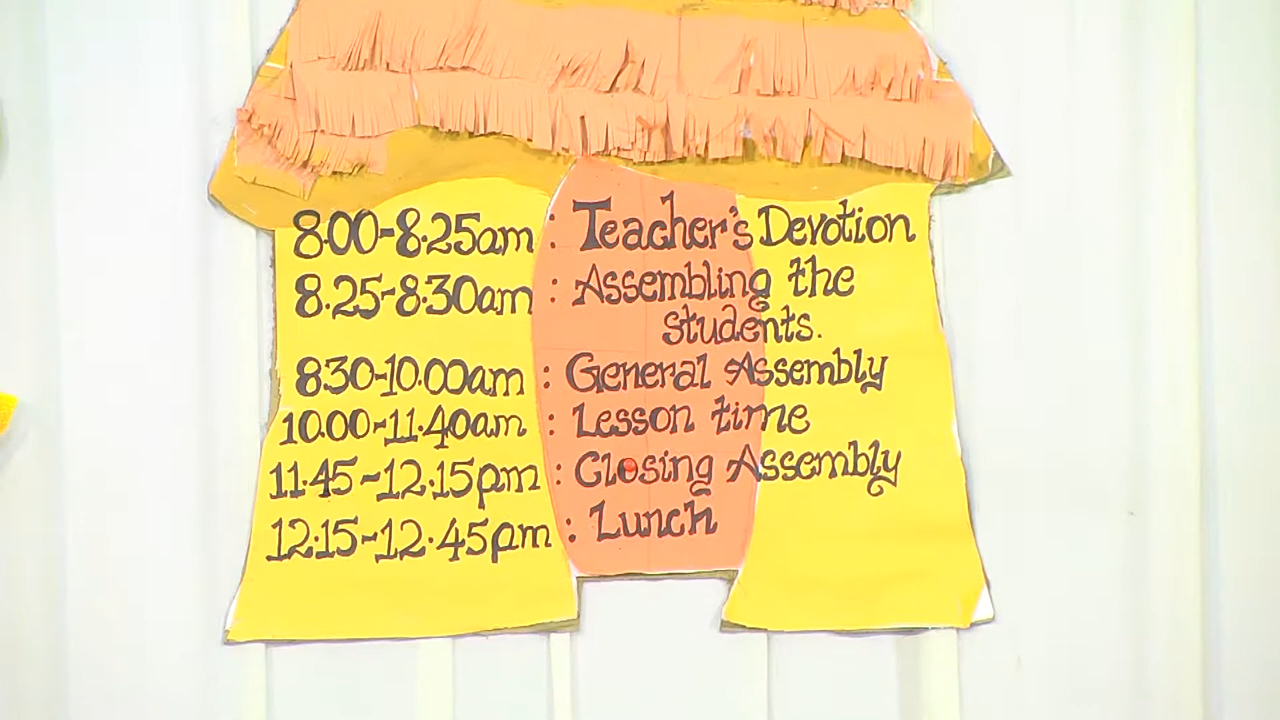 8.00-8.25am : Teacher's Devotion
8.25-8.30am : Assembling the
students.
8.30-10.00am : General Assembly
10.00-11.40am : Lesson time
11.45-12.15pm : Closing Assembly
12.15-12.45pm : Lunch